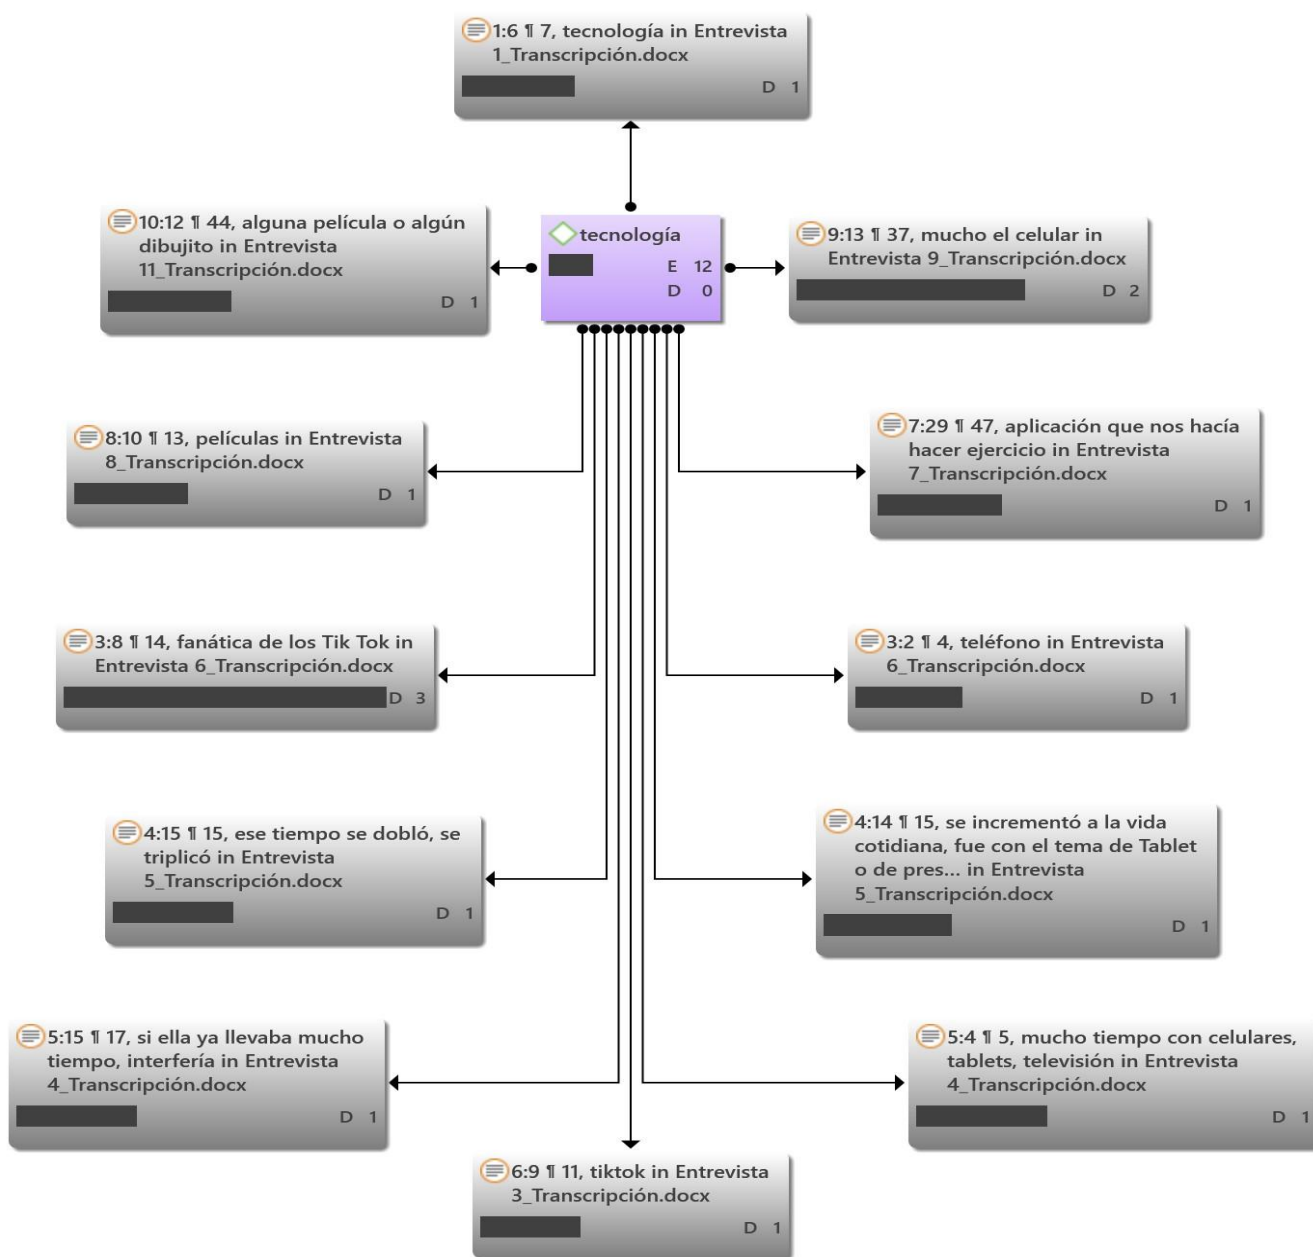 1:6 ¶ 7, tecnología in Entrevista
1_Transcripción.docx
D 1
10:12 ¶ 44, alguna película o algún
dibujito in Entrevista
11_Transcripción.docx
D 1
tecnología
E 12
D 0
9:13 ¶ 37, mucho el celular in
Entrevista 9_Transcripción.docx
D 2
8:10 ¶ 13, películas in Entrevista
8_Transcripción.docx
D 1
7:29 ¶ 47, aplicación que nos hacía
hacer ejercicio in Entrevista
7_Transcripción.docx
D 1
3:8 ¶ 14, fanática de los Tik Tok in
Entrevista 6_Transcripción.docx
D 3
3:2 ¶ 4, teléfono in Entrevista
6_Transcripción.docx
D 1
4:15 ¶ 15, ese tiempo se dobló, se
triplicó in Entrevista
5_Transcripción.docx
D 1
4:14 ¶ 15, se incrementó a la vida
cotidiana, fue con el tema de Tablet
o de pres... in Entrevista
5_Transcripción.docx
D 1
5:15 ¶ 17, si ella ya llevaba mucho
tiempo, interfería in Entrevista
4_Transcripción.docx
D 1
5:4 ¶ 5, mucho tiempo con celulares,
tablets, televisión in Entrevista
4_Transcripción.docx
D 1
6:9 ¶ 11, tiktok in Entrevista
3_Transcripción.docx
D 1